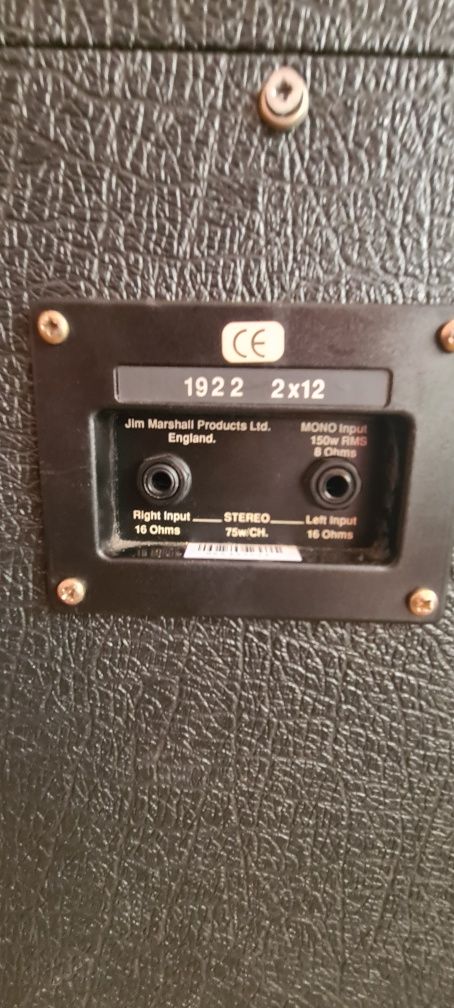 CE
1922 2x12
Jim Marshall Products Ltd.
England.
MONO Input
150w RMS
8 Ohms
Right Input
16 Ohms
STEREO
75w/CH.
Left Input
16 Ohms